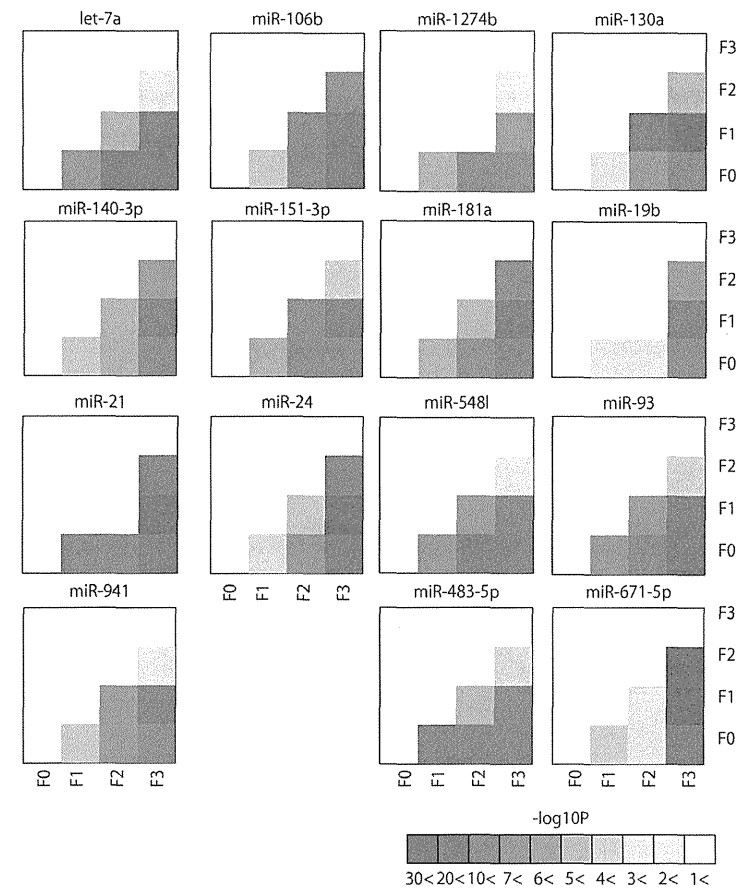 let-7a miR-106b miR-1274b miR-130a
F3
F2
F1
F0
miR-140-3p miR-151-3p miR-181a miR-19b
F3
F2
F1
F0
miR-21 miR-24 miR-548l miR-93
F3
F2
F1
F0
F0 F1 F2 F3
miR-941 miR-483-5p miR-671-5p
F3
F2
F1
F0
F0 F1 F2 F3 F0 F1 F2 F3 F0 F1 F2 F3
-log10P
30< 20< 10< 7< 6< 5< 4< 3< 2< 1<